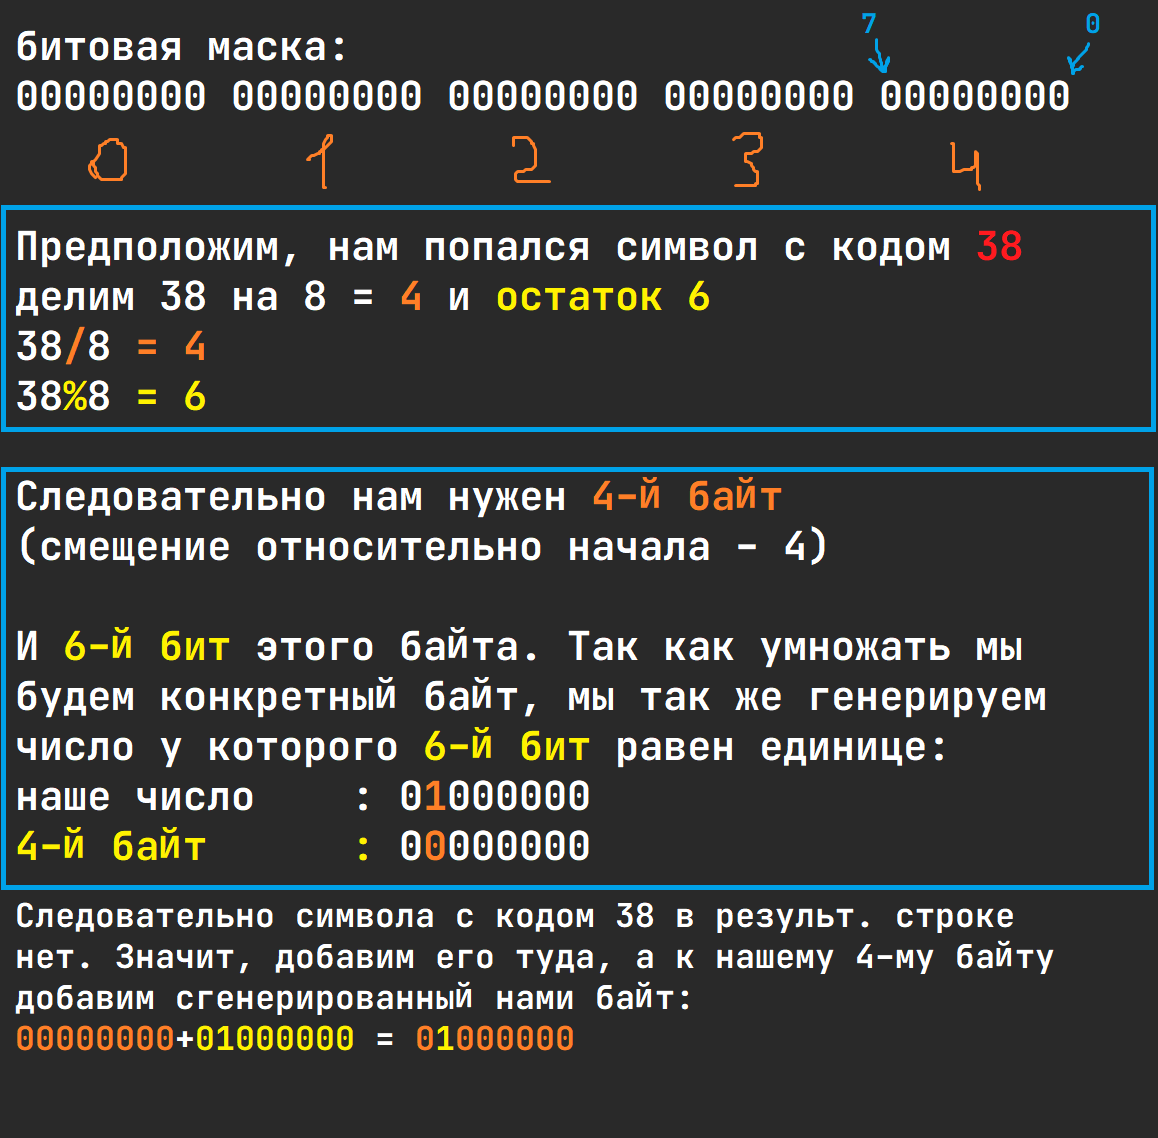 7 0
битовая маска:
00000000 00000000 00000000 00000000 00000000
0 1 2 3 4
Предположим, нам попался символ с кодом 38
делим 38 на 8 = 4 и остаток 6
38/8 = 4
38%8 = 6
Следовательно нам нужен 4-й байт
(смещение относительно начала - 4)
И 6-й бит этого байта. Так как умножать мы
будем конкретный байт, мы так же генерируем
число у которого 6-й бит равен единице:
наше число : 01000000
4-й байт : 00000000
Следовательно символа с кодом 38 в результ. строке
нет. Значит, добавим его туда, а к нашему 4-му байту
добавим сгенерированный нами байт:
00000000+01000000 = 01000000